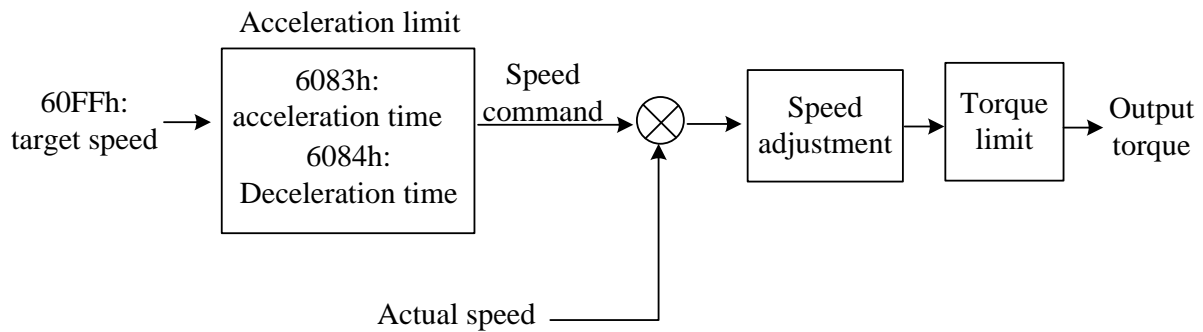 Acceleration limit
60FFh:
target speed
6083h:
acceleration time
6084h:
Deceleration time
Speed
command
Speed
adjustment
Torque
limit
Output
torque
Actual speed